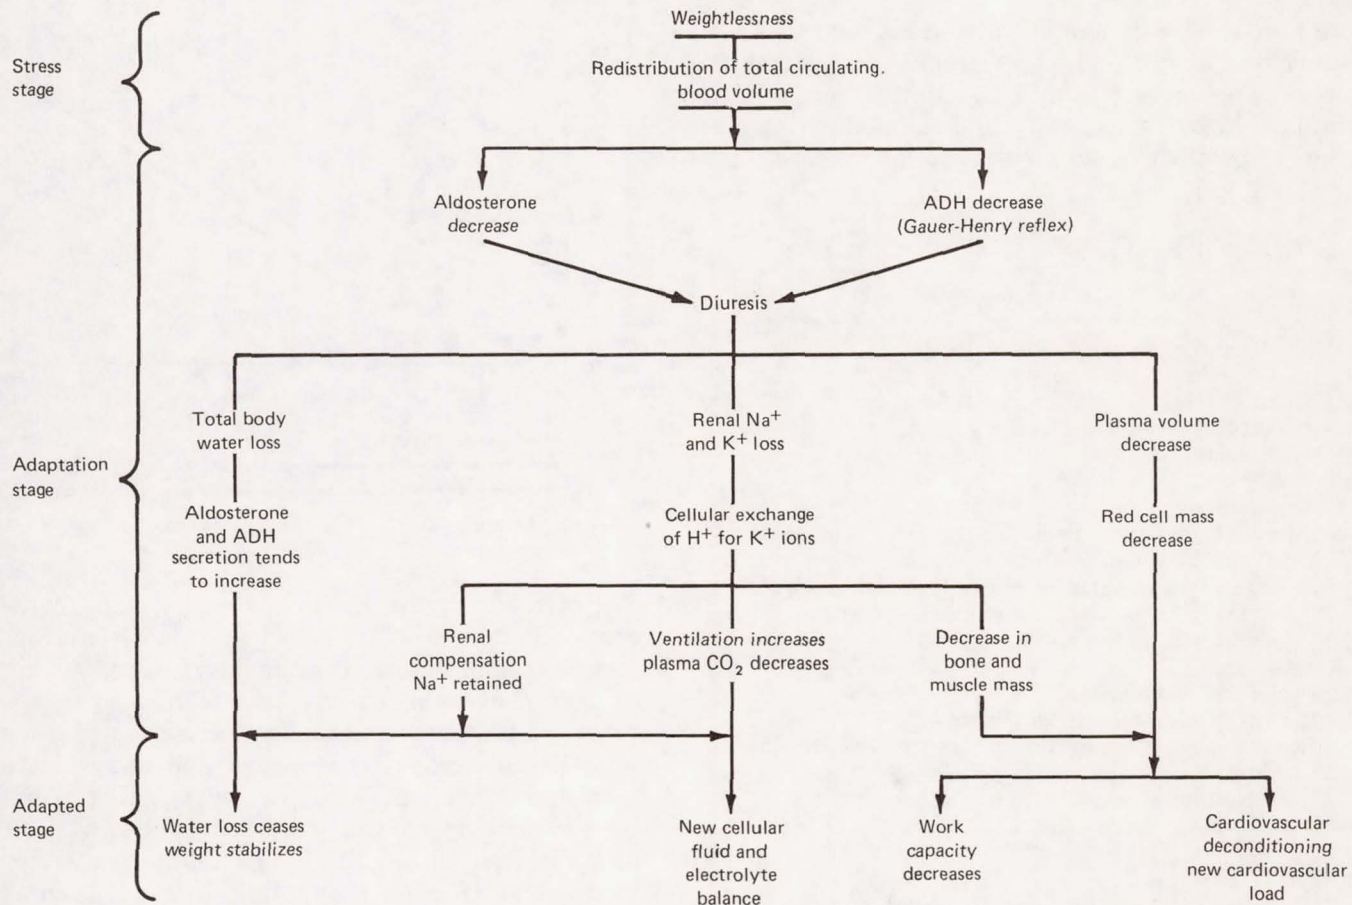 Weightlessness
Stress
stage
Redistribution of total circulating.
blood volume
Aldosterone
decrease
ADH decrease
(Gauer-Henry reflex)
Diuresis
Adaptation
stage
Total body
water loss
Renal Na⁺
and K⁺ loss
Plasma volume
decrease
Aldosterone
and ADH
secretion tends
to increase
Cellular exchange
of H⁺ for K⁺ ions
Red cell mass
decrease
Renal
compensation
Na⁺ retained
Ventilation increases
plasma CO₂ decreases
Decrease in
bone and
muscle mass
Adapted
stage
Water loss ceases
weight stabilizes
New cellular
fluid and
electrolyte
balance
Work
capacity
decreases
Cardiovascular
deconditioning
new cardiovascular
load